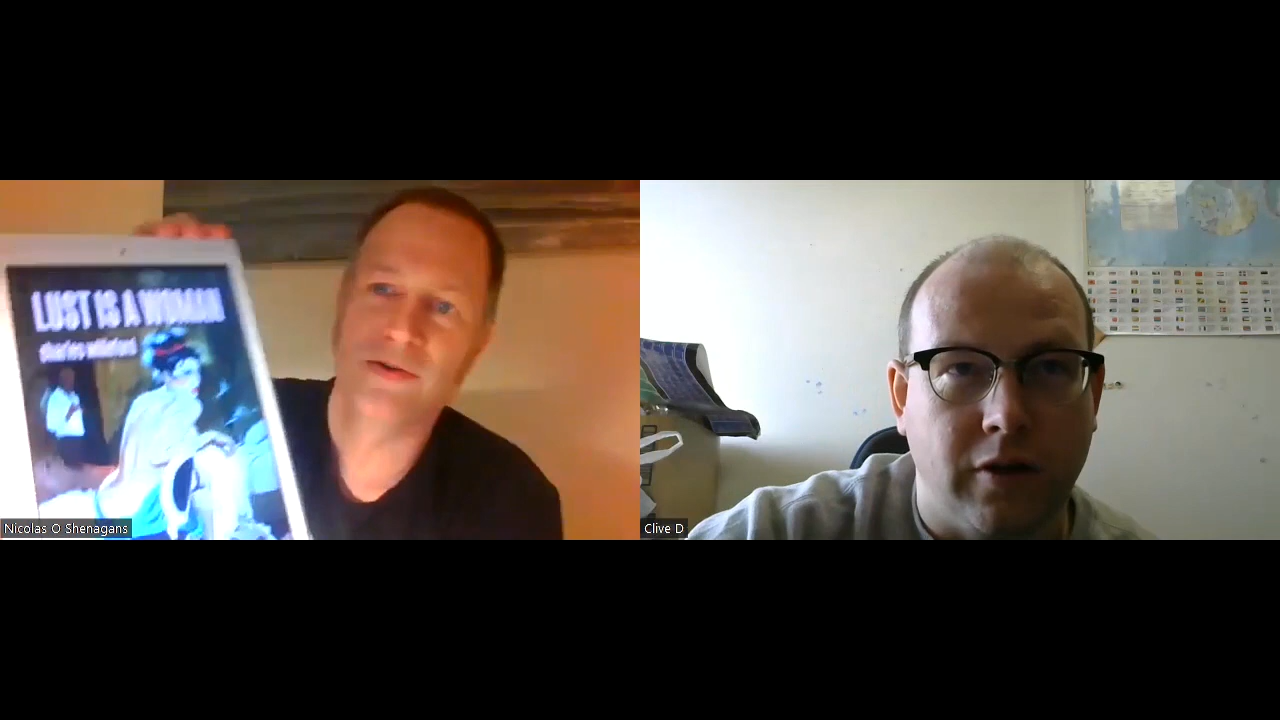 LUST IS A WOMAN
charles willeford
Nicolas O Shenagans
Clive D